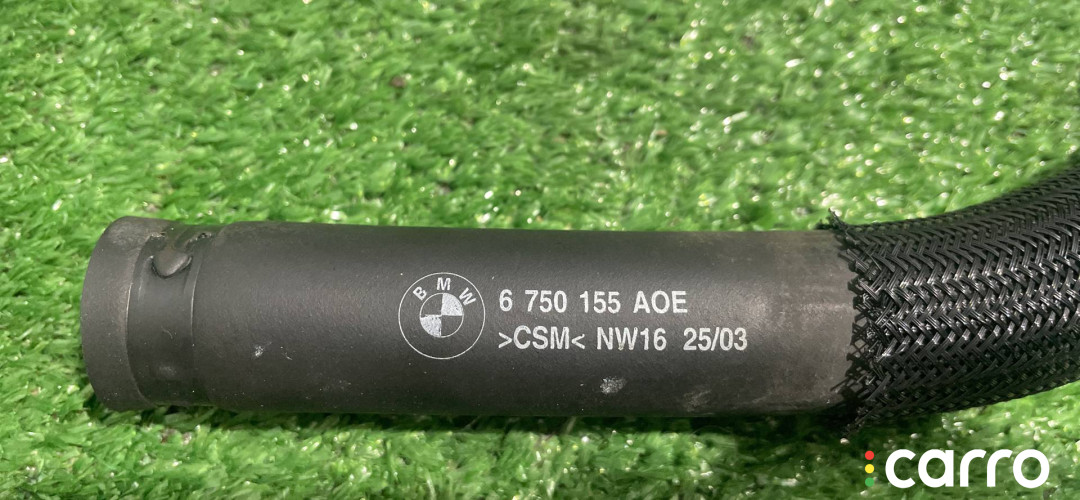 BMW
6 750 155 AOE
>CSM< NW16 25/03
carro